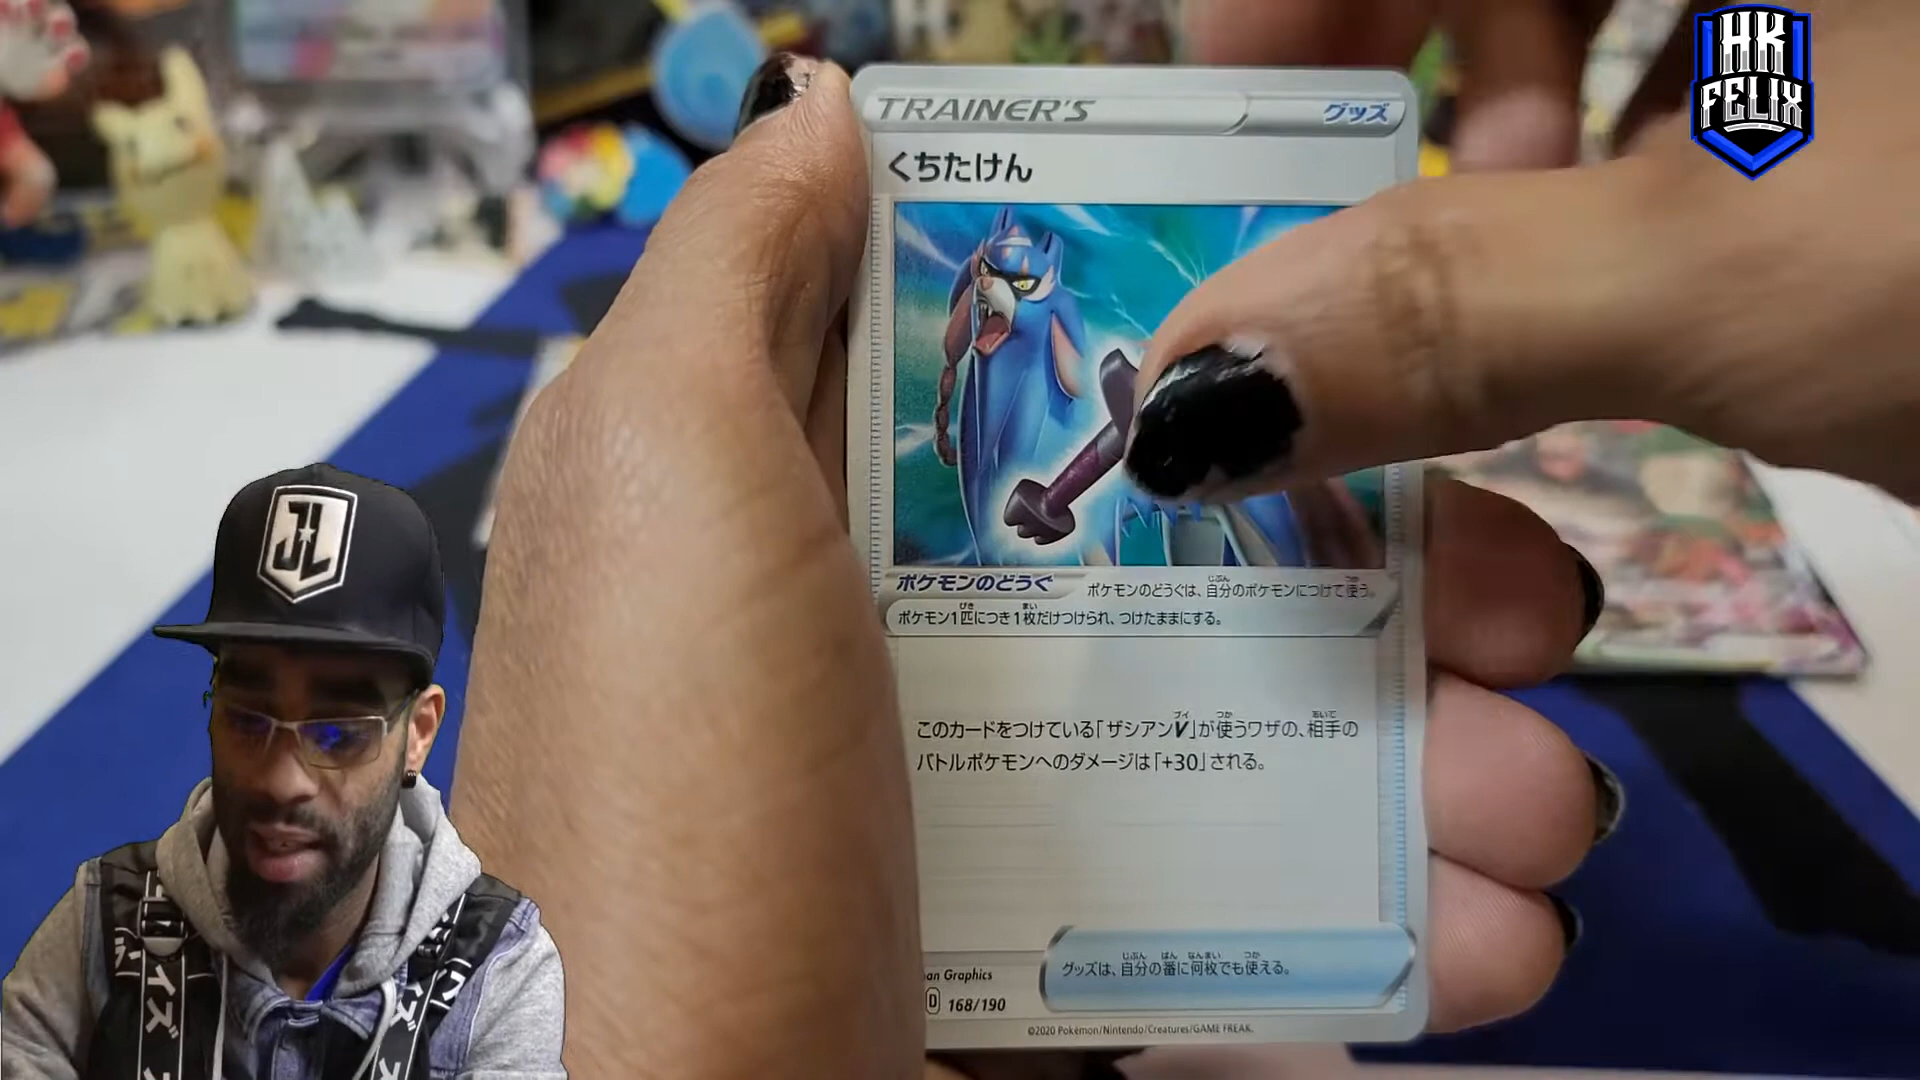 HK
FELIX
TRAINER'S
グッズ
くちたけん
ポケモンのどうぐ
ポケモンのどうぐは、自分のポケモンにつけて使う。
ポケモン1匹につき1枚だけつけられ、つけたままにする。
このカードをつけている「ザシアンV」が使うワザの、相手の
バトルポケモンへのダメージは「+30」される。
グッズは、自分の番に何枚でも使える。
an Graphics
D 168/190
©2020 Pokémon/Nintendo/Creatures/GAME FREAK.
JL